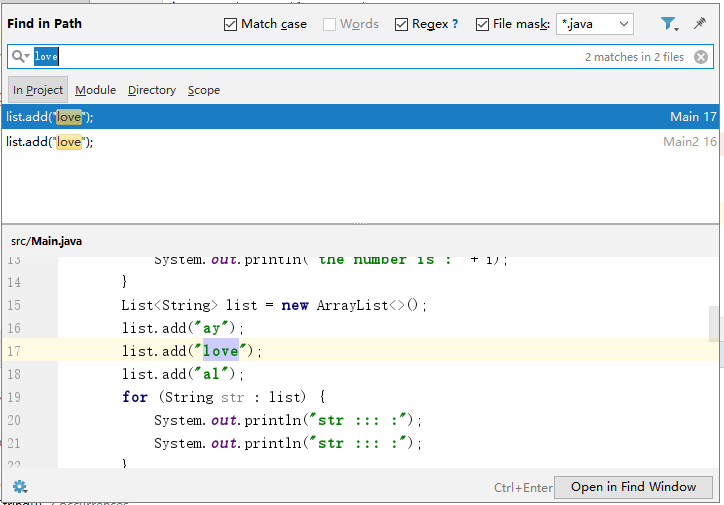 Find in Path Match case Words Regex ? File mask: *.java
love 2 matches in 2 files
In Project Module Directory Scope
list.add("love"); Main 17
list.add("love"); Main2 16
src/Main.java
13 System.out.println("the number is : " + i);
14 }
15 List<String> list = new ArrayList<>();
16 list.add("ay");
17 list.add("love");
18 list.add("al");
19 for (String str : list) {
20 System.out.println("str ::: :");
21 System.out.println("str ::: :");
22 }
Ctrl+Enter Open in Find Window